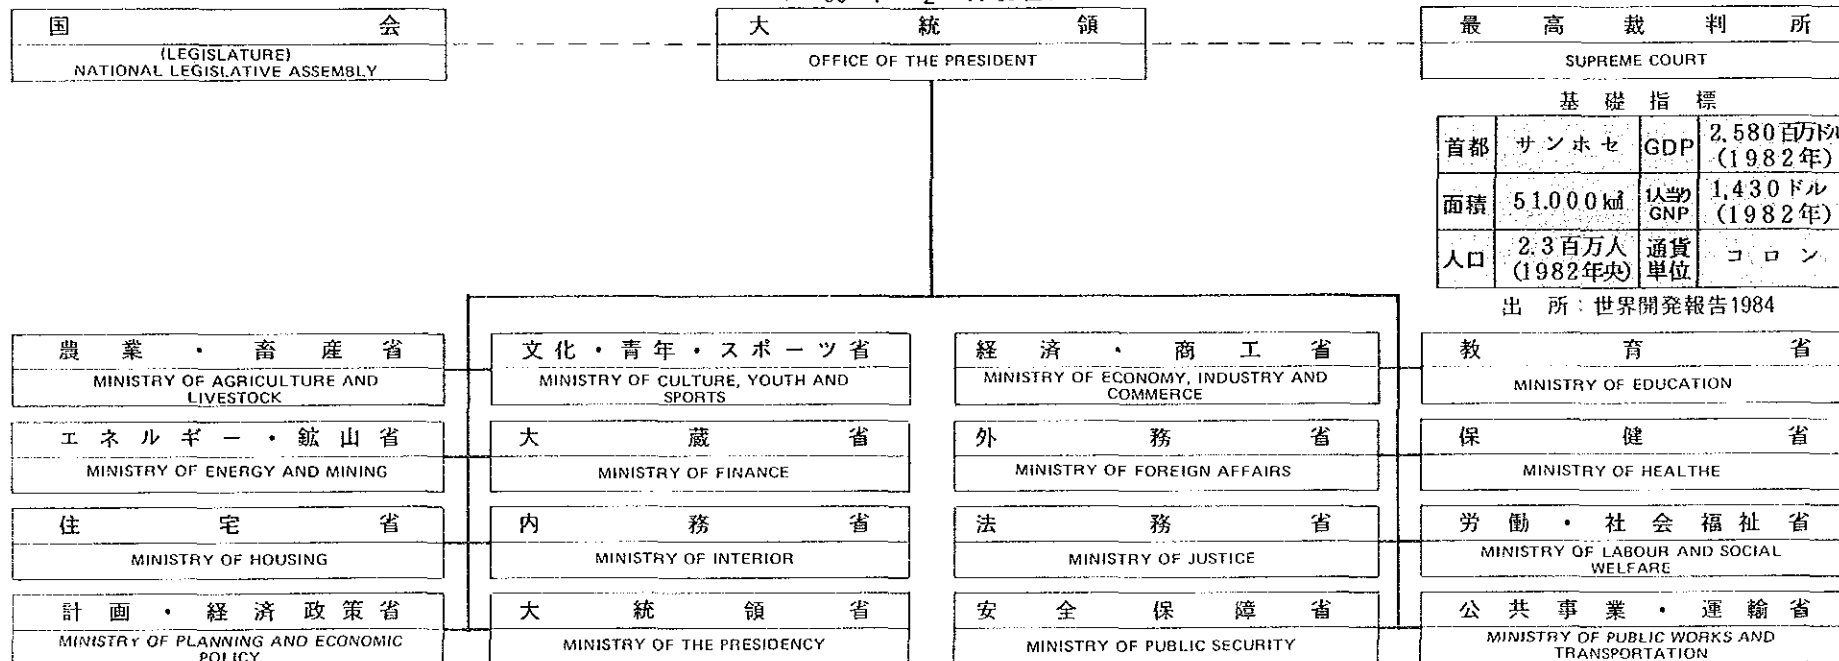 国会
(LEGISLATURE)
NATIONAL LEGISLATIVE ASSEMBLY
大統領
OFFICE OF THE PRESIDENT
最高裁判所
SUPREME COURT
基礎指標
首都 サンホセ GDP 2,580百万ドル
(1982年)
面積 51.000㎢ 1人当り GNP 1,430ドル
(1982年)
人口 2.3百万人
(1982年央) 通貨単位 コロン
出所:世界開発報告1984
農業・畜産省
MINISTRY OF AGRICULTURE AND
LIVESTOCK
文化・青年・スポーツ省
MINISTRY OF CULTURE, YOUTH AND
SPORTS
経済・商工省
MINISTRY OF ECONOMY, INDUSTRY AND
COMMERCE
教育省
MINISTRY OF EDUCATION
エネルギー・鉱山省
MINISTRY OF ENERGY AND MINING
大蔵省
MINISTRY OF FINANCE
外務省
MINISTRY OF FOREIGN AFFAIRS
保健省
MINISTRY OF HEALTHE
住宅省
MINISTRY OF HOUSING
内務省
MINISTRY OF INTERIOR
法務省
MINISTRY OF JUSTICE
労働・社会福祉省
MINISTRY OF LABOUR AND SOCIAL
WELFARE
計画・経済政策省
MINISTRY OF PLANNING AND ECONOMIC
POLICY
大統領省
MINISTRY OF THE PRESIDENCY
安全保障省
MINISTRY OF PUBLIC SECURITY
公共事業・運輸省
MINISTRY OF PUBLIC WORKS AND
TRANSPORTATION